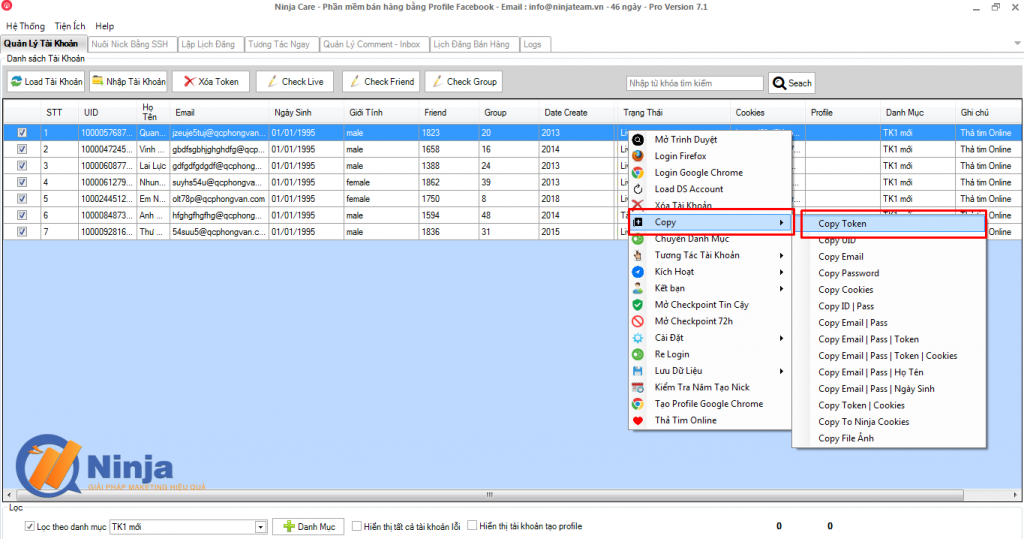 Ninja Care - Phần mềm bán hàng bằng Profile Facebook - Email : info@ninjateam.vn - 46 ngày - Pro Version 7.1
Hệ Thống Tiện Ích Help
Quản Lý Tài Khoản Nuôi Nick Bằng SSH Lập Lịch Đăng Tương Tác Ngay Quản Lý Comment - Inbox Lịch Đăng Bán Hàng Logs
Danh sách Tài Khoản
Load Tài Khoản Nhập Tài Khoản Xóa Token Check Live Check Friend Check Group Nhập từ khóa tìm kiếm Seach
STT UID Họ Tên Email Ngày Sinh Giới Tính Friend Group Date Create Trạng Thái Cookies Profile Danh Mục Ghi chú
1 1000057687... Quan... jzeuje5tuj@qcphongvan... 01/01/1995 male 1823 20 2013 TK1 mới Thả tim Online
2 1000047245... Vinh ... gbdfsgbhjghghdfg@qcp... 01/01/1995 male 1658 16 2014 TK1 mới Thả tim Online
3 1000060877... Lai Lực gdfgdfgdgdf@qcphongv... 01/01/1995 male 1388 24 2013 TK1 mới Thả tim Online
4 1000061279... Nhun... suyhs54u@qcphongva... 01/01/1995 female 1862 39 2013 TK1 mới Thả tim Online
5 1000244512... Em N... olt78p@qcphongvan.com 01/01/1995 female 1750 8 2018 TK1 mới Thả tim Online
6 1000084873... Anh ... hfghgfhgfhg@qcphongv... 01/01/1995 male 1594 48 2014 Thả tim Online
7 1000092816... Thư ... 54suu5@qcphongvan.c... 01/01/1995 male 1836 31 2015 Online
Mở Trình Duyệt
Login Firefox
Login Google Chrome
Load DS Account
Xóa Tài Khoản
Copy
Chuyển Danh Mục
Tương Tác Tài Khoản
Kích Hoạt
Kết bạn
Mở Checkpoint Tin Cậy
Mở Checkpoint 72h
Cài Đặt
Re Login
Lưu Dữ Liệu
Kiểm Tra Năm Tạo Nick
Tạo Profile Google Chrome
Thả Tim Online
Copy Token
Copy UID
Copy Email
Copy Password
Copy Cookies
Copy ID | Pass
Copy Email | Pass
Copy Email | Pass | Token
Copy Email | Pass | Token | Cookies
Copy Email | Pass | Họ Tên
Copy Email | Pass | Ngày Sinh
Copy Token | Cookies
Copy To Ninja Cookies
Copy File Ảnh
Ninja
GIẢI PHÁP MARKETING HIỆU QUẢ
Lọc
Lọc theo danh mục TK1 mới Danh Mục Hiển thị tất cả tài khoản lỗi Hiển thị tài khoản tạo profile 0 0